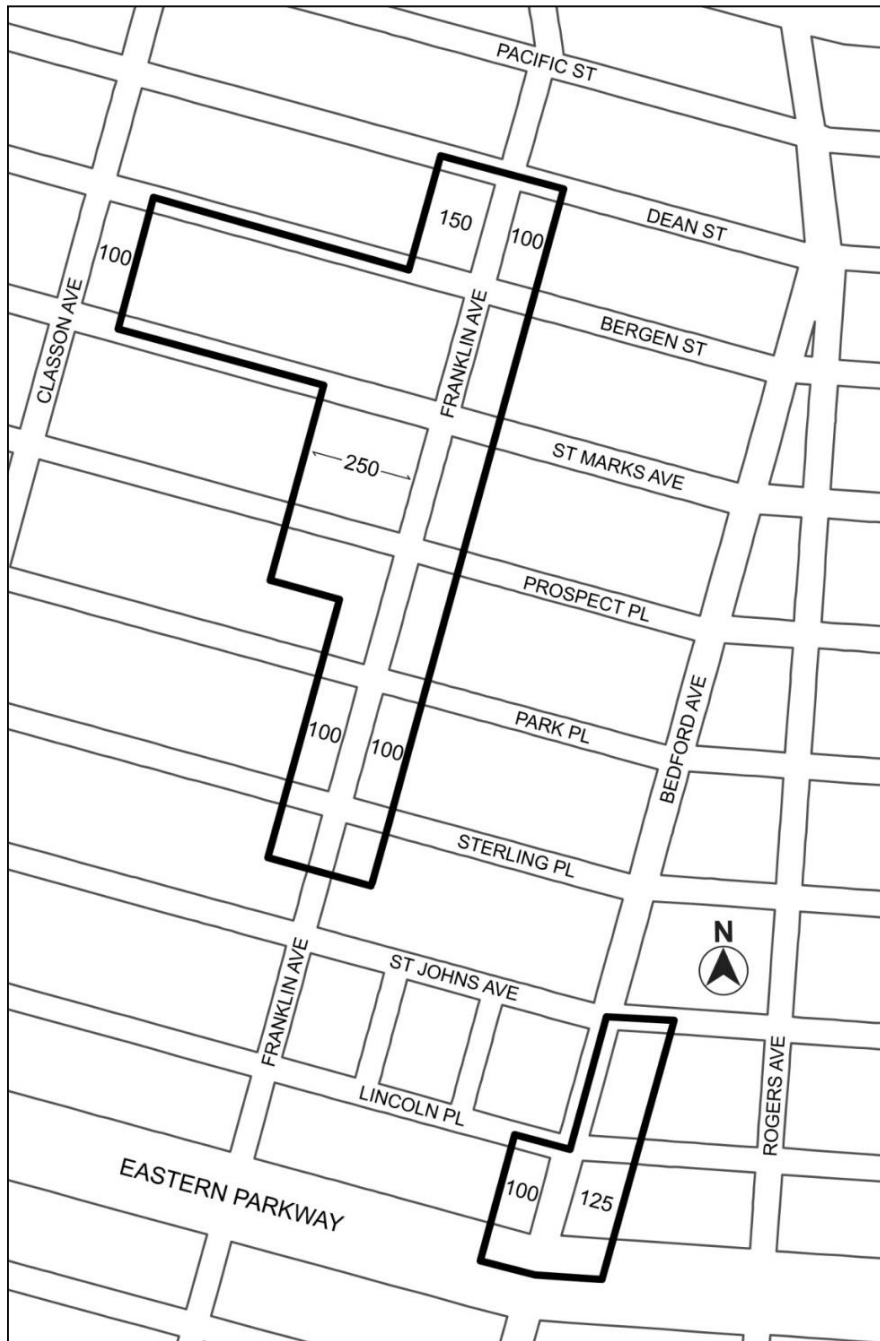 PACIFIC ST
150
100
DEAN ST
100
CLASSON AVE
FRANKLIN AVE
BERGEN ST
250
ST MARKS AVE
PROSPECT PL
100
100
PARK PL
BEDFORD AVE
STERLING PL
N
ST JOHNS AVE
FRANKLIN AVE
ROGERS AVE
LINCOLN PL
100
125
EASTERN PARKWAY